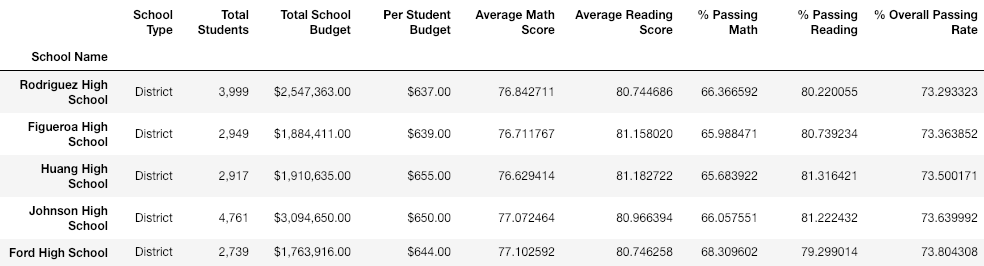 School Type Total Students Total School Budget Per Student Budget Average Math Score Average Reading Score % Passing Math % Passing Reading % Overall Passing Rate
School Name
Rodriguez High School District 3,999 $2,547,363.00 $637.00 76.842711 80.744686 66.366592 80.220055 73.293323
Figueroa High School District 2,949 $1,884,411.00 $639.00 76.711767 81.158020 65.988471 80.739234 73.363852
Huang High School District 2,917 $1,910,635.00 $655.00 76.629414 81.182722 65.683922 81.316421 73.500171
Johnson High School District 4,761 $3,094,650.00 $650.00 77.072464 80.966394 66.057551 81.222432 73.639992
Ford High School District 2,739 $1,763,916.00 $644.00 77.102592 80.746258 68.309602 79.299014 73.804308